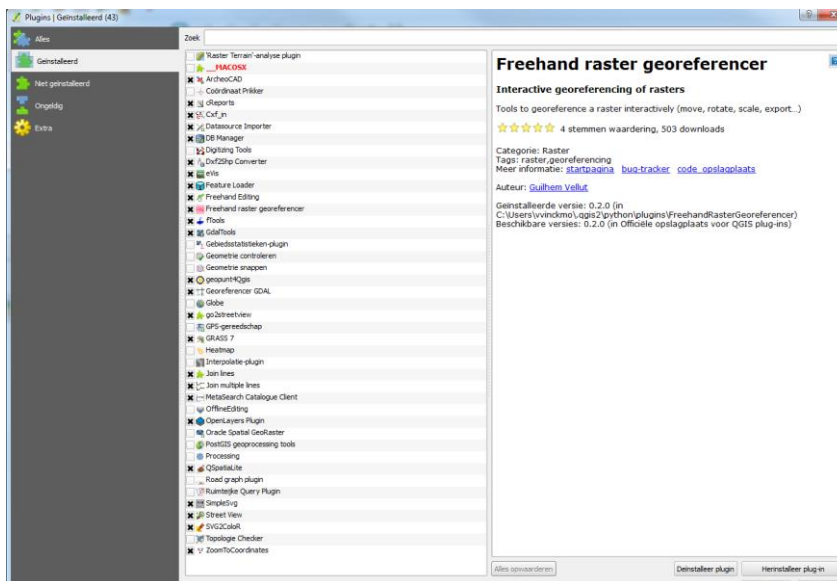 Plugins | Geïnstalleerd (43)
Alles
Geïnstalleerd
Niet geïnstalleerd
Ongeldig
Extra
Zoek
'Raster Terrain'-analyse plugin
__MACOSX
ArcheoCAD
Coördinaat Prikker
cReports
Cxf_in
Datasource Importer
DB Manager
Digitizing Tools
Dxf2Shp Converter
eVis
Feature Loader
Freehand Editing
Freehand raster georeferencer
fTools
GdalTools
Gebiedsstatistieken-plugin
Geometrie controleren
Geometrie snappen
geopunt4Qgis
Georeferencer GDAL
Globe
go2streetview
GPS-gereedschap
GRASS 7
Heatmap
Interpolatie-plugin
Join lines
Join multiple lines
MetaSearch Catalogue Client
OfflineEditing
OpenLayers Plugin
Oracle Spatial GeoRaster
PostGIS geoprocessing tools
Processing
QSpatiaLite
Road graph plugin
Ruimtelijke Query Plugin
SimpleSvg
Street View
SVG2ColoR
Topologie Checker
ZoomToCoordinates
Freehand raster georeferencer
Interactive georeferencing of rasters
Tools to georeference a raster interactively (move, rotate, scale, export...)
4 stemmen waardering, 503 downloads
Categorie: Raster
Tags: raster,georeferencing
Meer informatie: startpagina bug-tracker code_opslagplaats
Auteur: Guilhem Vellut
Geïnstalleerde versie: 0.2.0 (in
C:\Users\vvinckmo\.qgis2\python\plugins\FreehandRasterGeoreferencer)
Beschikbare versies: 0.2.0 (in Officiële opslagplaats voor QGIS plug-ins)
Alles opwaarderen
Deïnstalleer plugin
Herinstalleer plug-in